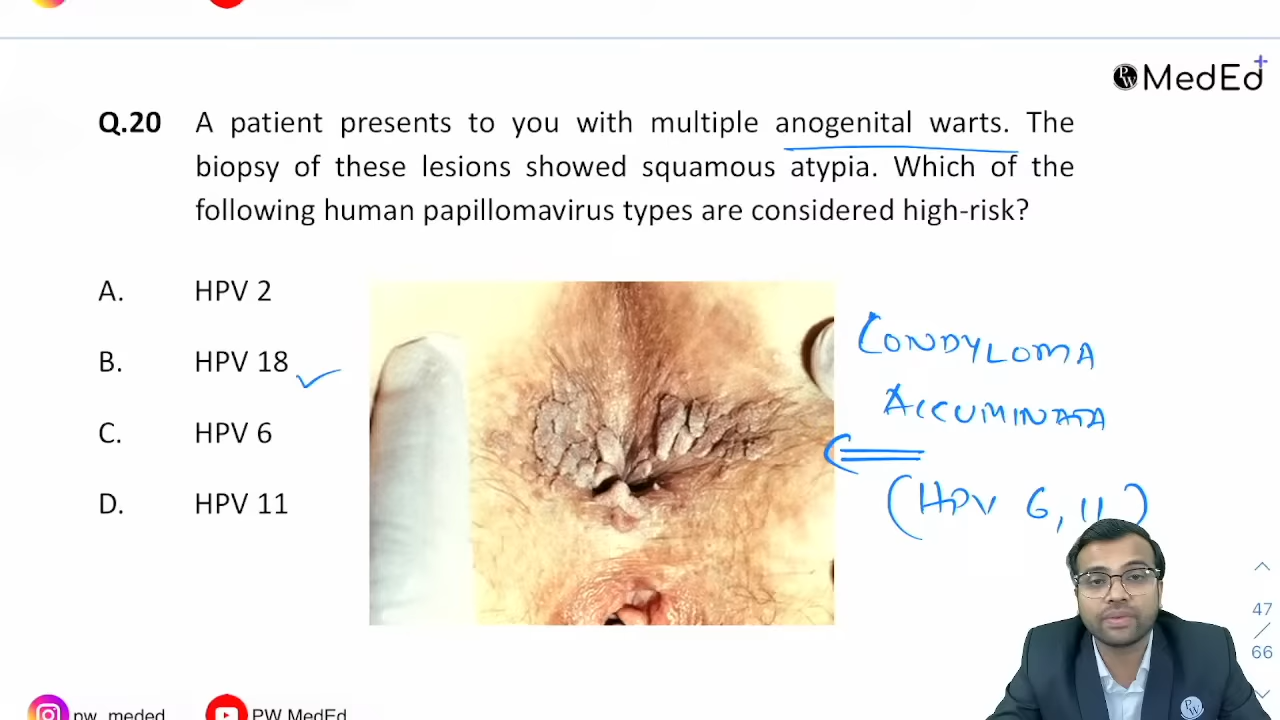 MedEd+
Q.20 A patient presents to you with multiple anogenital warts. The
biopsy of these lesions showed squamous atypia. Which of the
following human papillomavirus types are considered high-risk?
A. HPV 2
B. HPV 18
C. HPV 6
D. HPV 11
CONDYLOMA
ACCUMINATA
(HPV 6, 11)
47
/
66
PW
pw_meded
PW MedEd